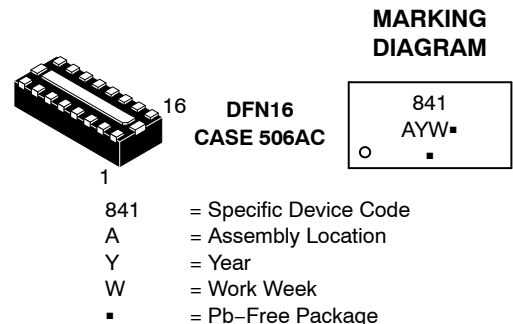 MARKING
DIAGRAM
16
1
DFN16
CASE 506AC
841
AYW▪
▪
841 = Specific Device Code
A = Assembly Location
Y = Year
W = Work Week
▪ = Pb−Free Package